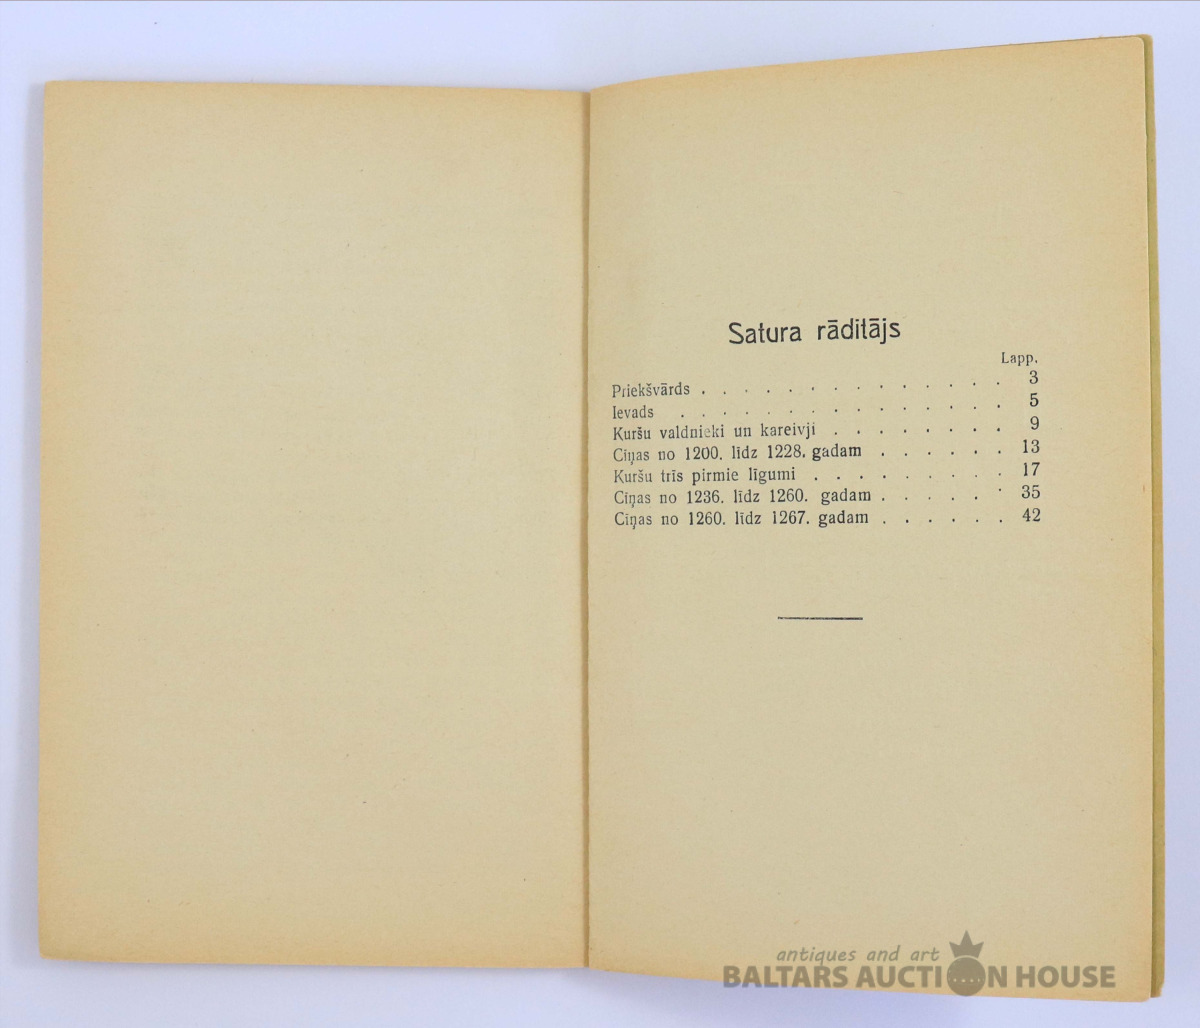 Satura rādītājs
Lapp.
Priekšvārds . . . . . . . . . . . . . . 3
Ievads . . . . . . . . . . . . . . 5
Kuršu valdnieki un kareivji . . . . . . . . 9
Ciņas no 1200. līdz 1228. gadam . . . . . . 13
Kuršu trīs pirmie līgumi . . . . . . . . . 17
Ciņas no 1236. līdz 1260. gadam . . . . . . 35
Ciņas no 1260. līdz 1267. gadam . . . . . . 42
antiques and art
BALTARS AUCTION HOUSE